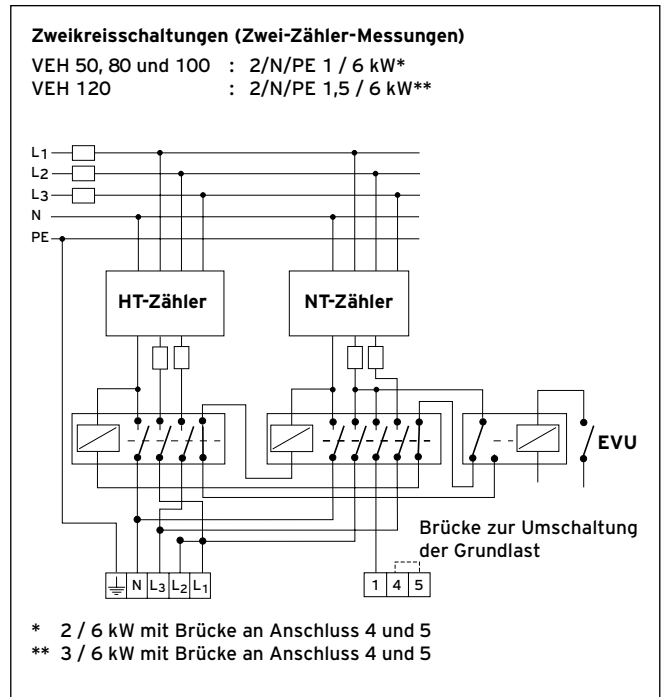 Zweikreisschaltungen (Zwei-Zähler-Messungen)
VEH 50, 80 und 100 : 2/N/PE 1 / 6 kW*
VEH 120 : 2/N/PE 1,5 / 6 kW**
L1
L2
L3
N
PE
HT-Zähler NT-Zähler
EVU
Brücke zur Umschaltung
der Grundlast
N L3 L2 L1 1 4 5
* 2 / 6 kW mit Brücke an Anschluss 4 und 5
** 3 / 6 kW mit Brücke an Anschluss 4 und 5